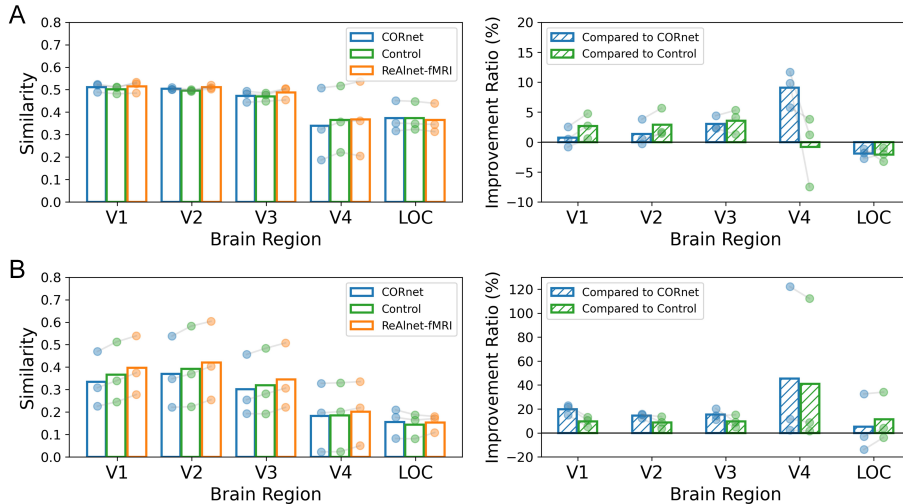 A
0.8
0.7
0.6
0.5
0.4
0.3
0.2
0.1
0.0
Similarity
CORnet
Control
ReAlnet-fMRI
V1 V2 V3 V4 LOC
Brain Region
20
15
10
5
0
−5
−10
Improvement Ratio (%)
Compared to CORnet
Compared to Control
V1 V2 V3 V4 LOC
Brain Region
B
0.8
0.7
0.6
0.5
0.4
0.3
0.2
0.1
0.0
Similarity
CORnet
Control
ReAlnet-fMRI
V1 V2 V3 V4 LOC
Brain Region
120
100
80
60
40
20
0
−20
Improvement Ratio (%)
Compared to CORnet
Compared to Control
V1 V2 V3 V4 LOC
Brain Region